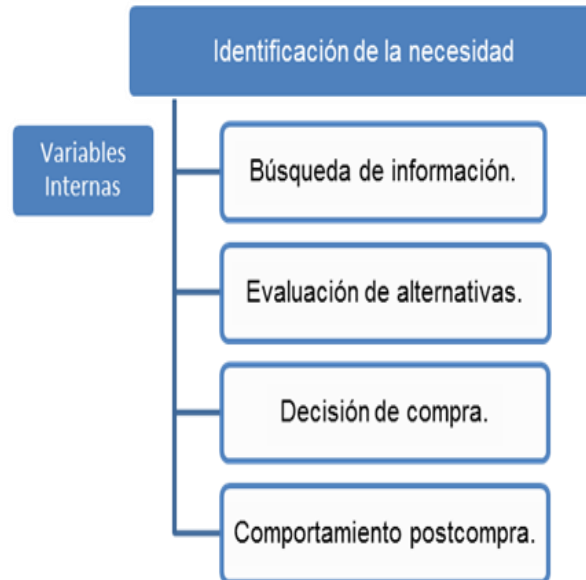 Identificación de la necesidad
Variables
Internas
Búsqueda de información.
Evaluación de alternativas.
Decisión de compra.
Comportamiento postcompra.